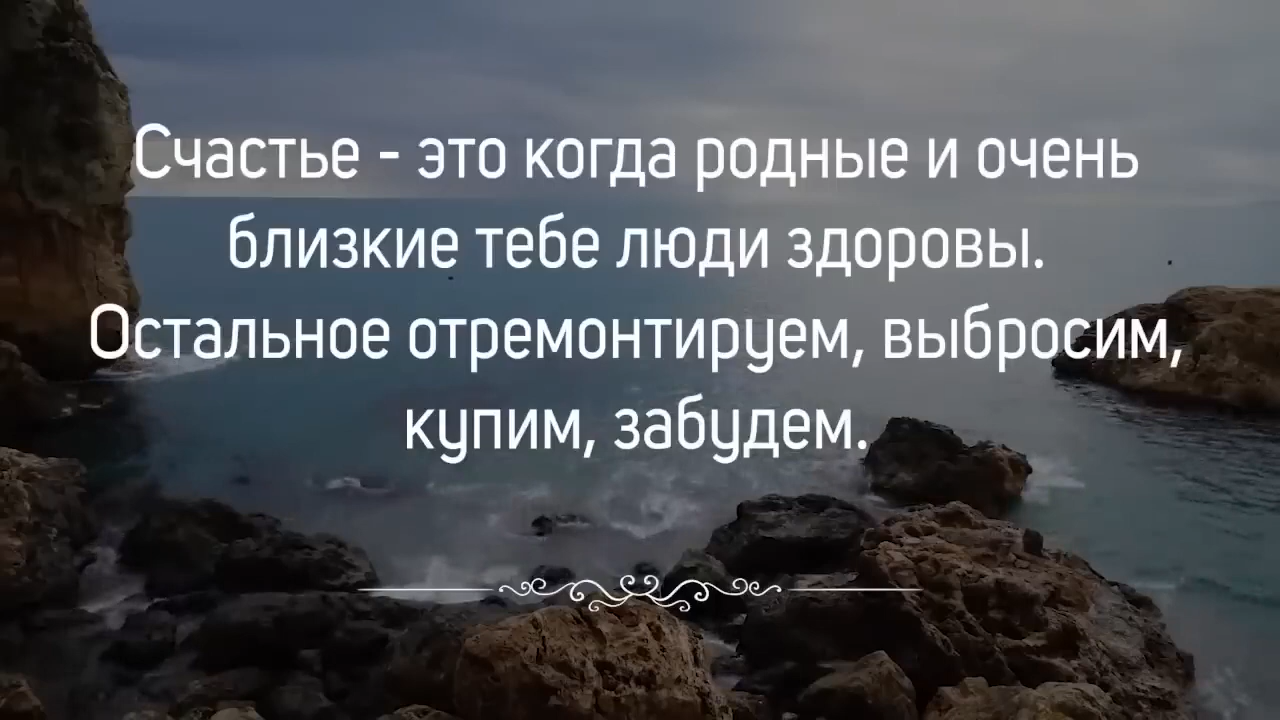 Счастье - это когда родные и очень
близкие тебе люди здоровы.
Остальное отремонтируем, выбросим,
купим, забудем.